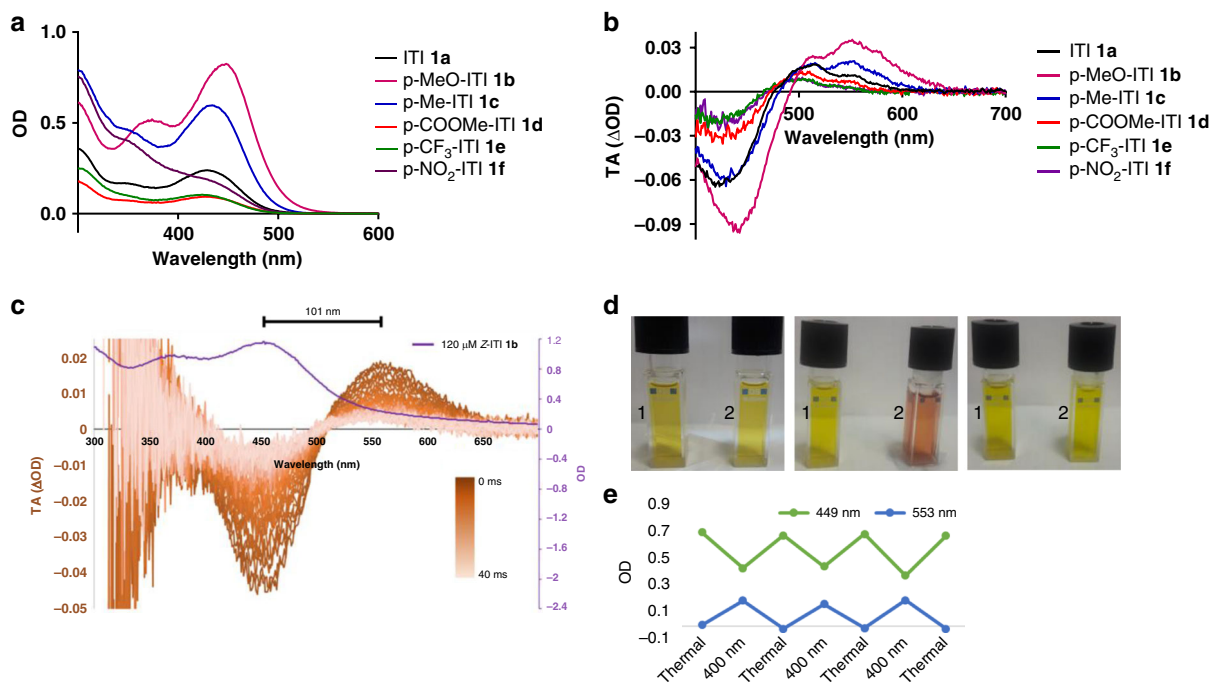 a
1.0
0.5
0.0
OD
400
500
600
Wavelength (nm)
ITI 1a
p-MeO-ITI 1b
p-Me-ITI 1c
p-COOMe-ITI 1d
p-CF3-ITI 1e
p-NO2-ITI 1f
b
0.03
0.00
−0.03
−0.06
−0.09
TA (ΔOD)
500
600
700
Wavelength (nm)
ITI 1a
p-MeO-ITI 1b
p-Me-ITI 1c
p-COOMe-ITI 1d
p-CF3-ITI 1e
p-NO2-ITI 1f
c
101 nm
120 μM Z-ITI 1b
0.02
0.01
0
−0.01
−0.02
−0.03
−0.04
−0.05
TA (ΔOD)
300
350
400
450
500
550
600
650
Wavelength (nm)
0 ms
40 ms
1.2
0.8
0.4
0
−0.4
−0.8
−1.2
−1.6
−2
−2.4
OD
d
1
2
1
2
1
2
e
449 nm
553 nm
0.9
0.7
0.5
0.3
0.1
−0.1
OD
Thermal
400 nm
Thermal
400 nm
Thermal
400 nm
Thermal